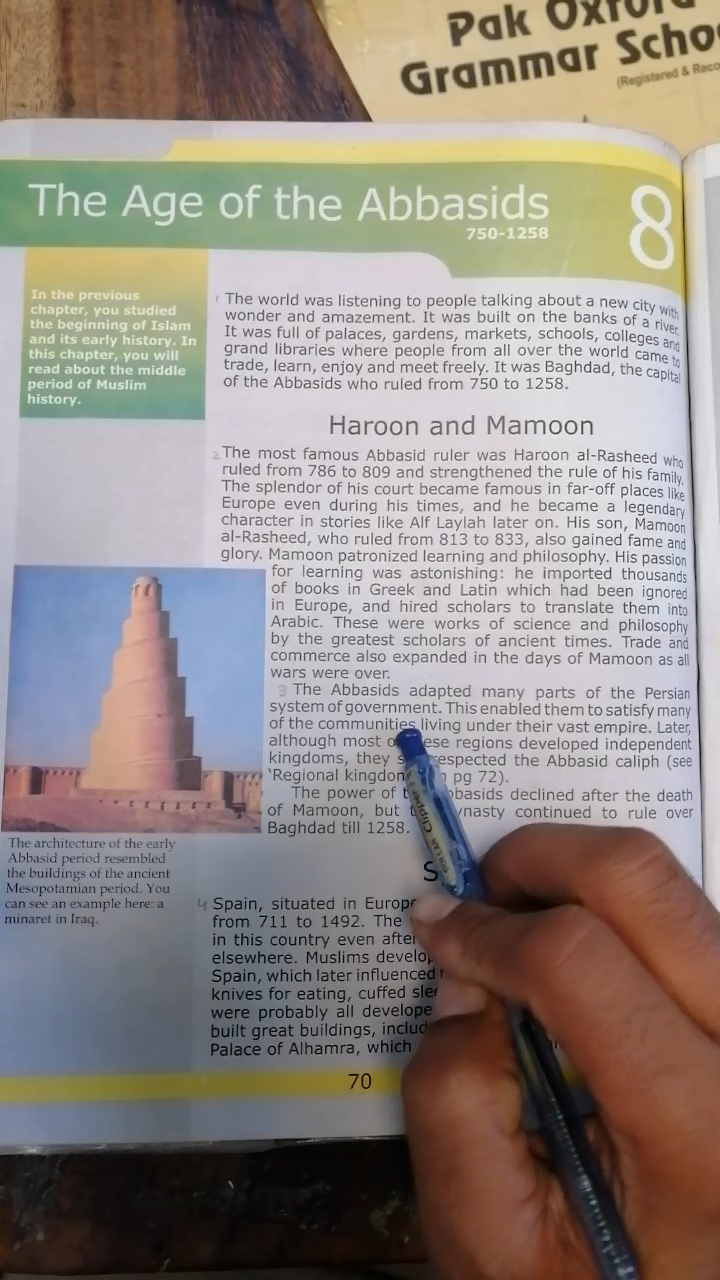 Pak Oxford
Grammar Schoo
(Registered & Reco
The Age of the Abbasids
750-1258
8
In the previous
chapter, you studied
the beginning of Islam
and its early history. In
this chapter, you will
read about the middle
period of Muslim
history.
1 The world was listening to people talking about a new city with
wonder and amazement. It was built on the banks of a river.
It was full of palaces, gardens, markets, schools, colleges and
grand libraries where people from all over the world came to
trade, learn, enjoy and meet freely. It was Baghdad, the capital
of the Abbasids who ruled from 750 to 1258.
Haroon and Mamoon
2 The most famous Abbasid ruler was Haroon al-Rasheed who
ruled from 786 to 809 and strengthened the rule of his family.
The splendor of his court became famous in far-off places like
Europe even during his times, and he became a legendary
character in stories like Alf Laylah later on. His son, Mamoon
al-Rasheed, who ruled from 813 to 833, also gained fame and
glory. Mamoon patronized learning and philosophy. His passion
for learning was astonishing: he imported thousands
of books in Greek and Latin which had been ignored
in Europe, and hired scholars to translate them into
Arabic. These were works of science and philosophy
by the greatest scholars of ancient times. Trade and
commerce also expanded in the days of Mamoon as all
wars were over.
3 The Abbasids adapted many parts of the Persian
system of government. This enabled them to satisfy many
of the communities living under their vast empire. Later,
although most these regions developed independent
kingdoms, they respected the Abbasid caliph (see
'Regional kingdom pg 72).
The power of Abbasids declined after the death
of Mamoon, but dynasty continued to rule over
Baghdad till 1258.
The architecture of the early
Abbasid period resembled
the buildings of the ancient
Mesopotamian period. You
can see an example here: a
minaret in Iraq.
S
4 Spain, situated in Europe
from 711 to 1492. The
in this country even after
elsewhere. Muslims develop
Spain, which later influenced
knives for eating, cuffed slee
were probably all develope
built great buildings, includ
Palace of Alhamra, which
70
DOLLAR Clipper